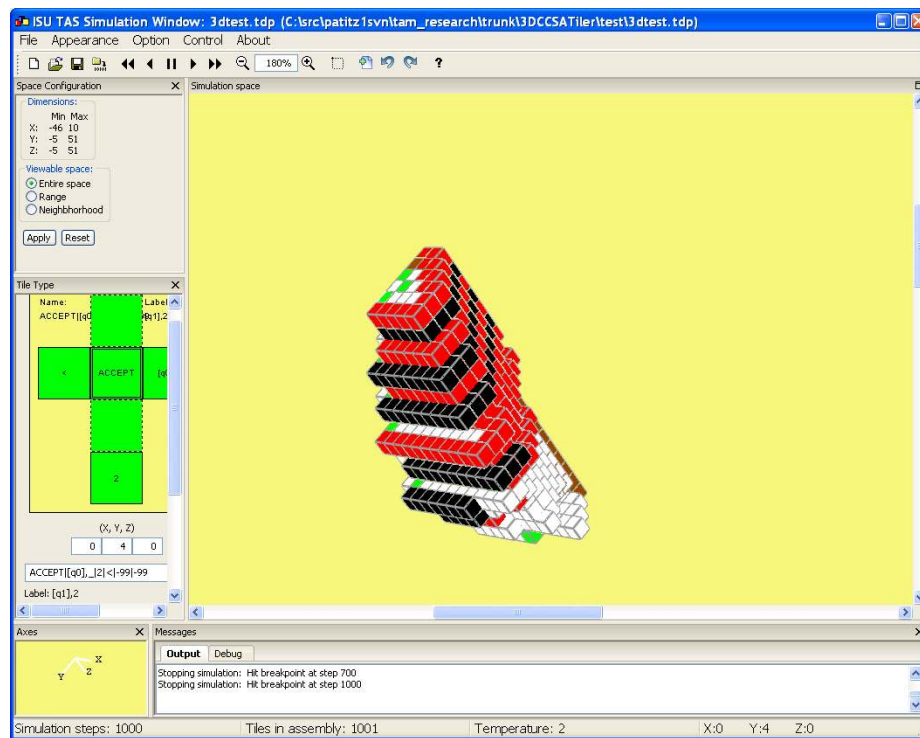 ISU TAS Simulation Window: 3dtest.tdp (C:\src\patitz1svn\tam_research\trunk\3DCCSATiler\test\3dtest.tdp)
File Appearance Option Control About
180% ?
Space Configuration X
Simulation space
Dimensions:
Min Max
X: -46 10
Y: -5 51
Z: -5 51
Viewable space:
Entire space
Range
Neighbhorhood
Apply Reset
Tile Type X
Name: Label
ACCEPT|[q0 q1],2
< ACCEPT [q0
2
(X, Y, Z)
0 4 0
ACCEPT|[q0],_|2|<|-99|-99
Label: [q1],2
Axes X
Messages
X
Y Z
Output Debug
Stopping simulation: Hit breakpoint at step 700
Stopping simulation: Hit breakpoint at step 1000
Simulation steps: 1000 Tiles in assembly: 1001 Temperature: 2 X:0 Y:4 Z:0